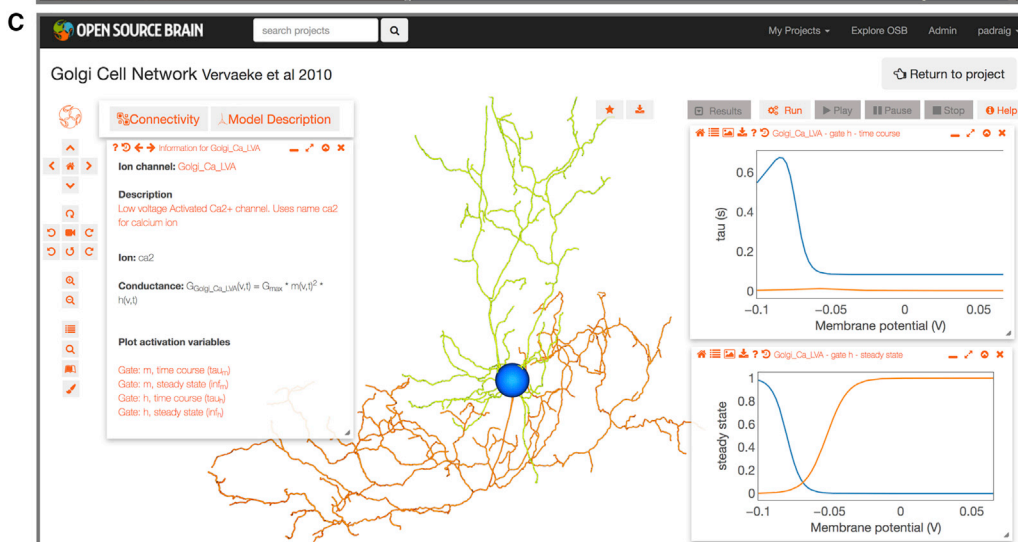 C
OPEN SOURCE BRAIN
search projects
My Projects
Explore OSB
Admin
padraig
Golgi Cell Network Vervaeke et al 2010
Return to project
Connectivity
Model Description
Results
Run
Play
Pause
Stop
Help
Information for Golgi_Ca_LVA
Ion channel: Golgi_Ca_LVA
Description
Low voltage Activated Ca2+ channel. Uses name ca2
for calcium ion
Ion: ca2
Conductance: G_Golgi_Ca_LVA(v,t) = G_max * m(v,t)² *
h(v,t)
Plot activation variables
Gate: m, time course (tau_m)
Gate: m, steady state (inf_m)
Gate: h, time course (tau_h)
Gate: h, steady state (inf_h)
Golgi_Ca_LVA - gate h - time course
tau (s)
0.6
0.4
0.2
0
−0.1
−0.05
0
0.05
Membrane potential (V)
Golgi_Ca_LVA - gate h - steady state
steady state
1
0.8
0.6
0.4
0.2
0
−0.1
−0.05
0
0.05
Membrane potential (V)